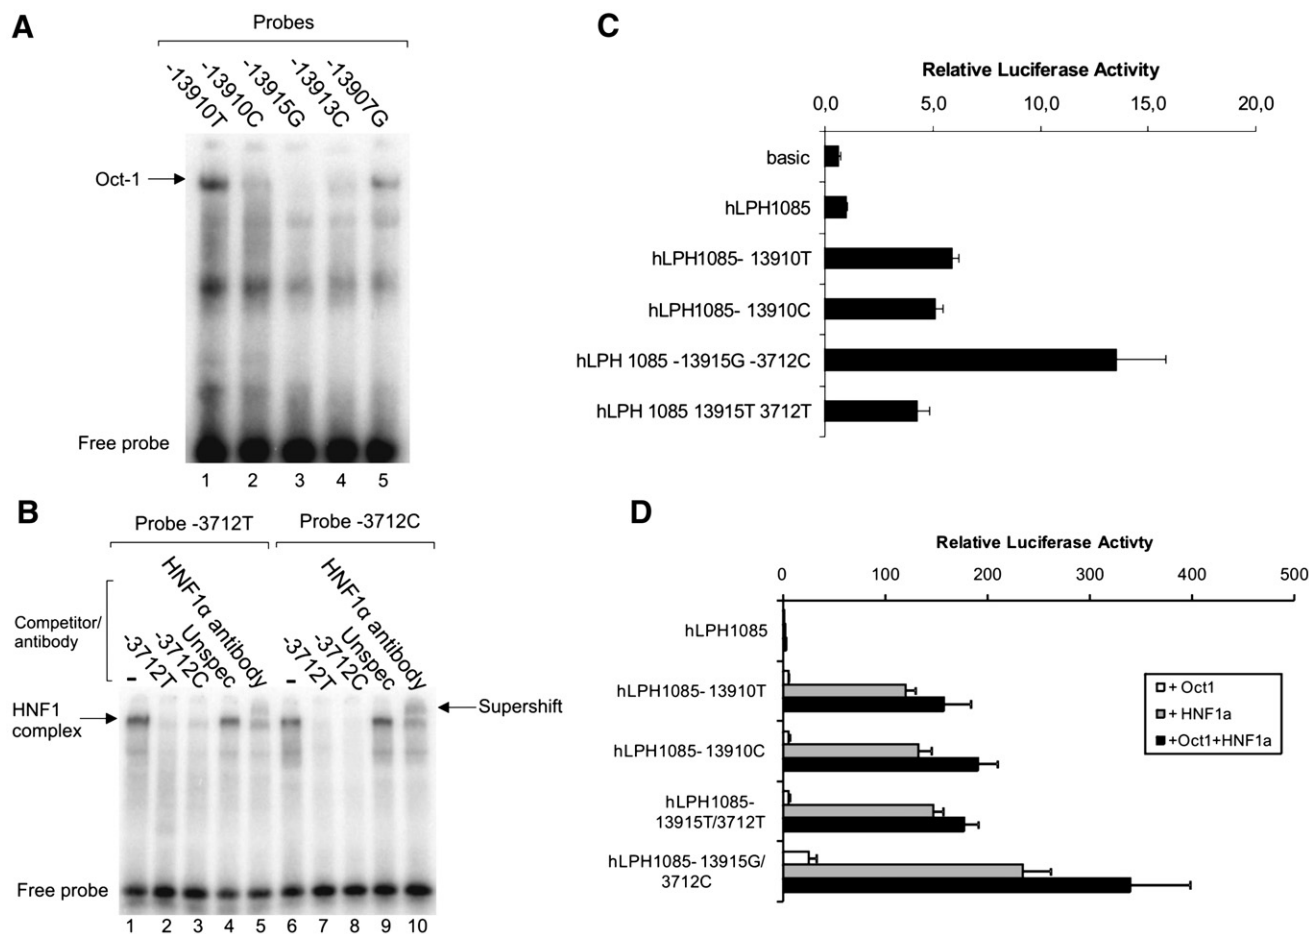 A
Probes
-13910T
-13910C
-13915G
-13913C
-13907G
Oct-1
Free probe
1 2 3 4 5
B
Probe -3712T Probe -3712C
Competitor/
antibody
-
-3712T
-3712C
Unspec
HNF1α antibody
-
-3712T
-3712C
Unspec
HNF1α antibody
HNF1
complex
Supershift
Free probe
1 2 3 4 5 6 7 8 9 10
C
Relative Luciferase Activity
0,0 5,0 10,0 15,0 20,0
basic
hLPH1085
hLPH1085- 13910T
hLPH1085- 13910C
hLPH 1085 -13915G -3712C
hLPH 1085 13915T 3712T
D
Relative Luciferase Activty
0 100 200 300 400 500
hLPH1085
hLPH1085- 13910T
hLPH1085- 13910C
hLPH1085-
13915T/3712T
hLPH1085- 13915G/
3712C
+ Oct1
+ HNF1a
+Oct1+HNF1a